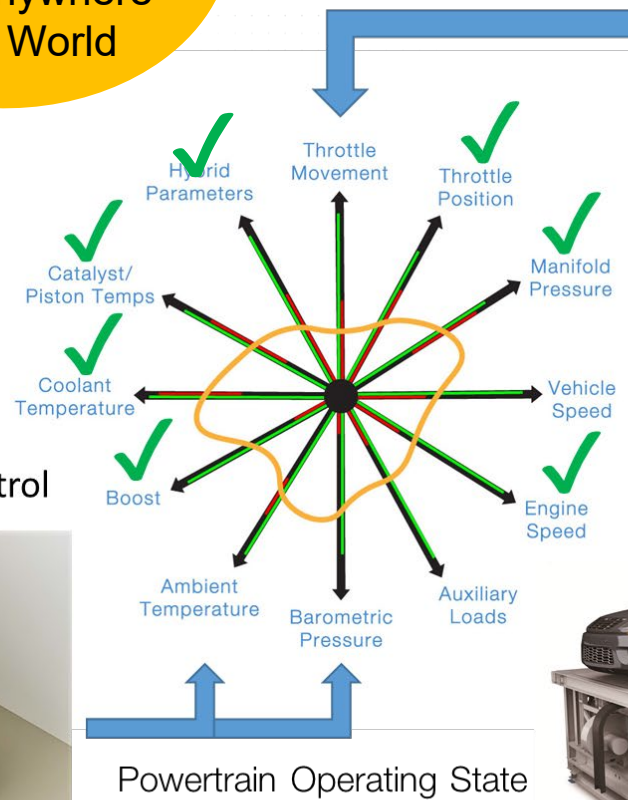 World
Throttle
Movement
Hybrid
Parameters
Throttle
Position
Catalyst/
Piston Temps
Manifold
Pressure
Coolant
Temperature
Vehicle
Speed
trol
Boost
Engine
Speed
Ambient
Temperature
Barometric
Pressure
Auxiliary
Loads
Powertrain Operating State